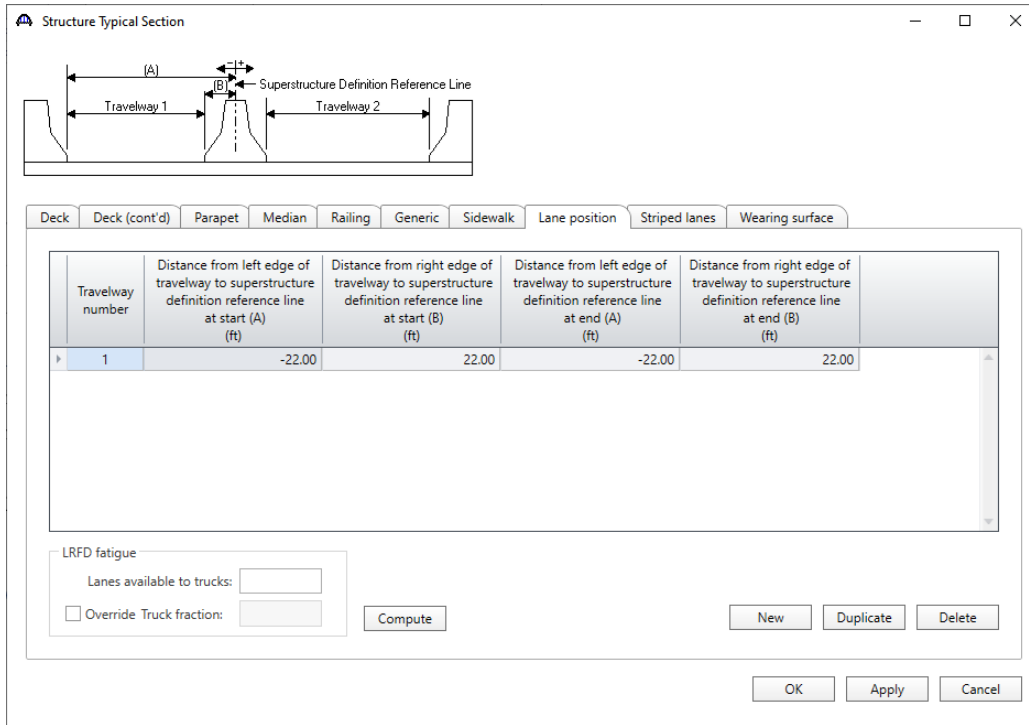 Structure Typical Section
(A)
-|+
(B)
Superstructure Definition Reference Line
Travelway 1
Travelway 2
Deck
Deck (cont'd)
Parapet
Median
Railing
Generic
Sidewalk
Lane position
Striped lanes
Wearing surface
Travelway
number
Distance from left edge of
travelway to superstructure
definition reference line
at start (A)
(ft)
Distance from right edge of
travelway to superstructure
definition reference line
at start (B)
(ft)
Distance from left edge of
travelway to superstructure
definition reference line
at end (A)
(ft)
Distance from right edge of
travelway to superstructure
definition reference line
at end (B)
(ft)
1
-22.00
22.00
-22.00
22.00
LRFD fatigue
Lanes available to trucks:
Override Truck fraction:
Compute
New
Duplicate
Delete
OK
Apply
Cancel